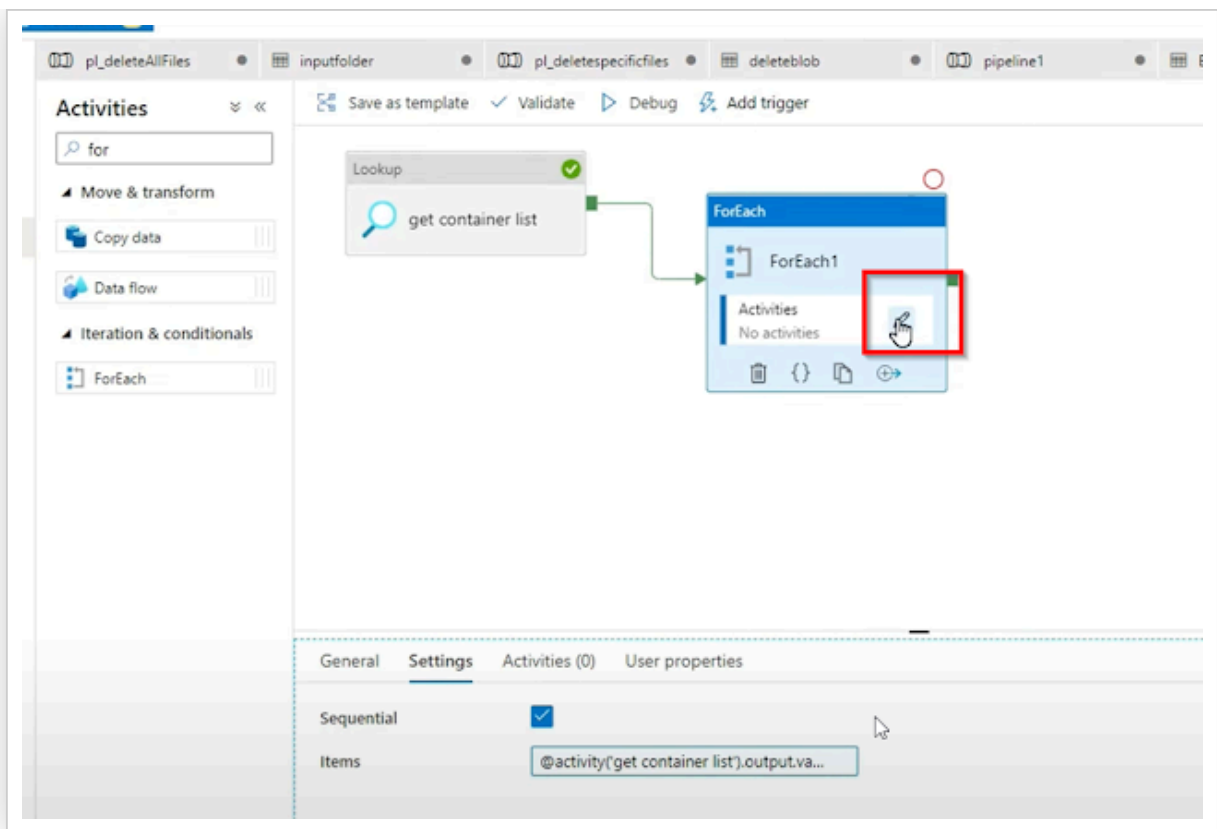 pl_deleteAllFiles
inputfolder
pl_deletespecificfiles
deleteblob
pipeline1
Activities
for
Move & transform
Copy data
Data flow
Iteration & conditionals
ForEach
Save as template
Validate
Debug
Add trigger
Lookup
get container list
ForEach
ForEach1
Activities
No activities
{}
General
Settings
Activities (0)
User properties
Sequential
Items
@activity('get container list').output.va...